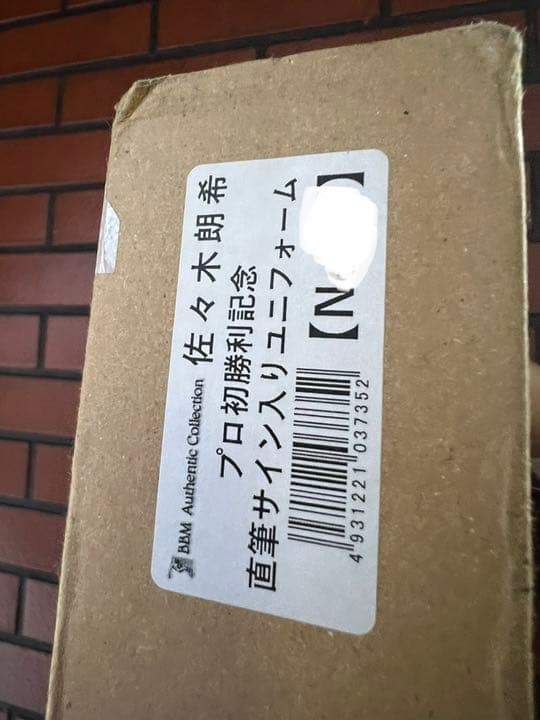 BBM Authentic Collection 佐々木朗希
プロ初勝利記念
直筆サイン入りユニフォーム
【N】
4931221037352